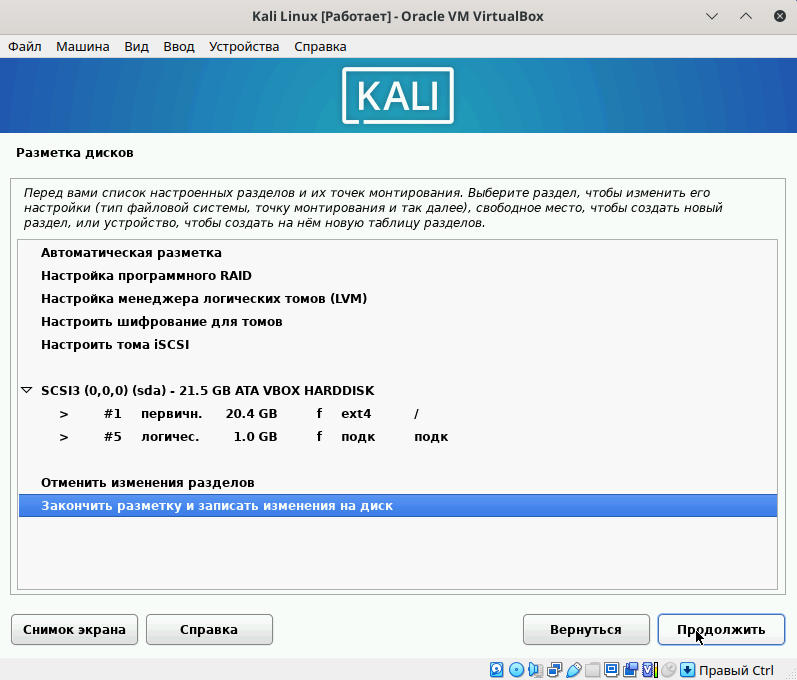 Kali Linux [Работает] - Oracle VM VirtualBox
Файл Машина Вид Ввод Устройства Справка
KALI
Разметка дисков
Перед вами список настроенных разделов и их точек монтирования. Выберите раздел, чтобы изменить его
настройки (тип файловой системы, точку монтирования и так далее), свободное место, чтобы создать новый
раздел, или устройство, чтобы создать на нём новую таблицу разделов.
Автоматическая разметка
Настройка программного RAID
Настройка менеджера логических томов (LVM)
Настроить шифрование для томов
Настроить тома iSCSI
SCSI3 (0,0,0) (sda) - 21.5 GB ATA VBOX HARDDISK
> #1 первичн. 20.4 GB f ext4 /
> #5 логичес. 1.0 GB f подк подк
Отменить изменения разделов
Закончить разметку и записать изменения на диск
Снимок экрана Справка Вернуться Продолжить
Правый Ctrl